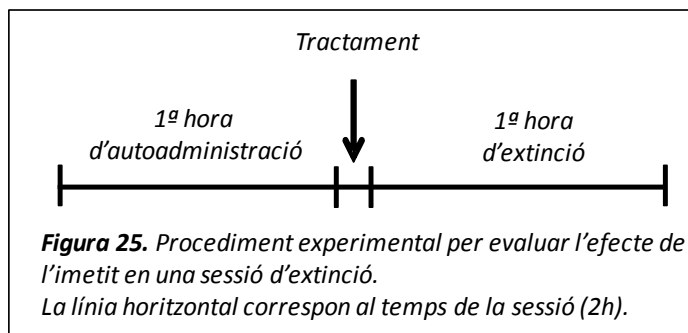 Tractament
1ª hora
d'autoadministració
1ª hora
d'extinció
Figura 25. Procediment experimental per evaluar l'efecte de
l'imetit en una sessió d'extinció.
La línia horitzontal correspon al temps de la sessió (2h).